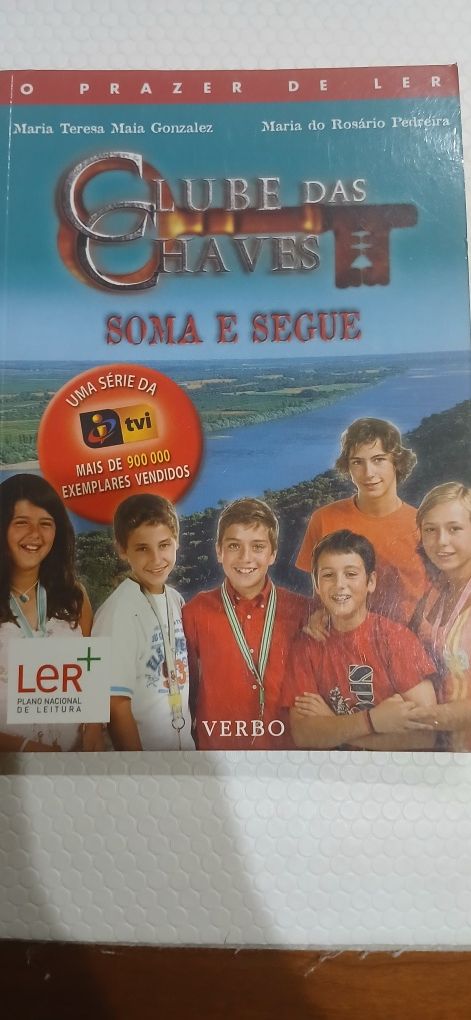 O PRAZER DE LER
Maria Teresa Maia Gonzalez
Maria do Rosário Pedreira
CLUBE DAS
CHAVES
SOMA E SEGUE
UMA SÉRIE DA
tvi
MAIS DE 900 000
EXEMPLARES VENDIDOS
LeR+
PLANO NACIONAL
DE LEITURA
VERBO